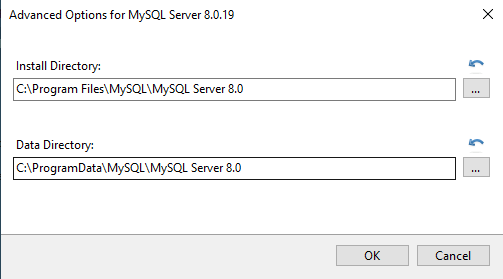 Advanced Options for MySQL Server 8.0.19
Install Directory:
C:\Program Files\MySQL\MySQL Server 8.0
...
Data Directory:
C:\ProgramData\MySQL\MySQL Server 8.0
...
OK
Cancel